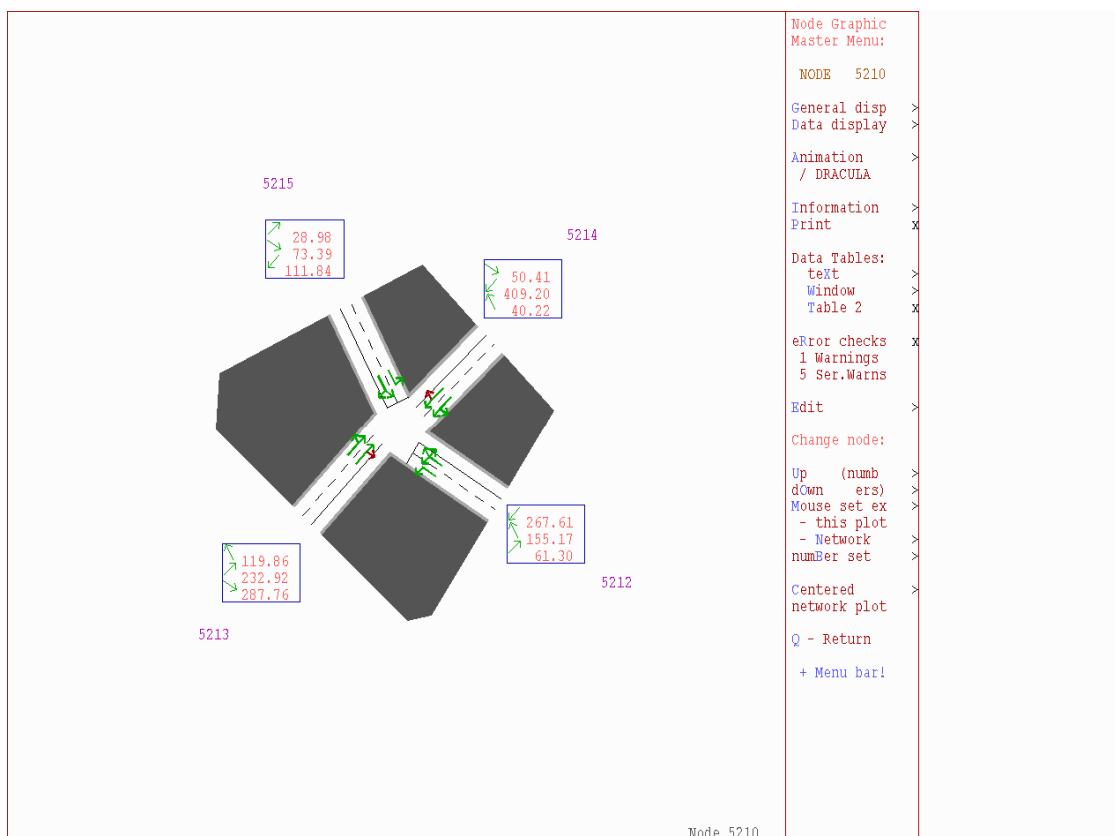 5215
28.98
73.39
111.84
5214
50.41
409.20
40.22
267.61
155.17
61.30
5212
119.86
232.92
287.76
5213
Node 5210
Node Graphic
Master Menu:
NODE 5210
General disp >
Data display >
Animation >
/ DRACULA
Information >
Print x
Data Tables:
teXt >
Window >
Table 2 x
eRror checks x
1 Warnings
5 Ser.Warns
Edit >
Change node:
Up (numb >
dOwn ers) >
Mouse set ex >
- this plot
- Network >
numBer set >
Centered >
network plot
Q - Return
+ Menu bar!